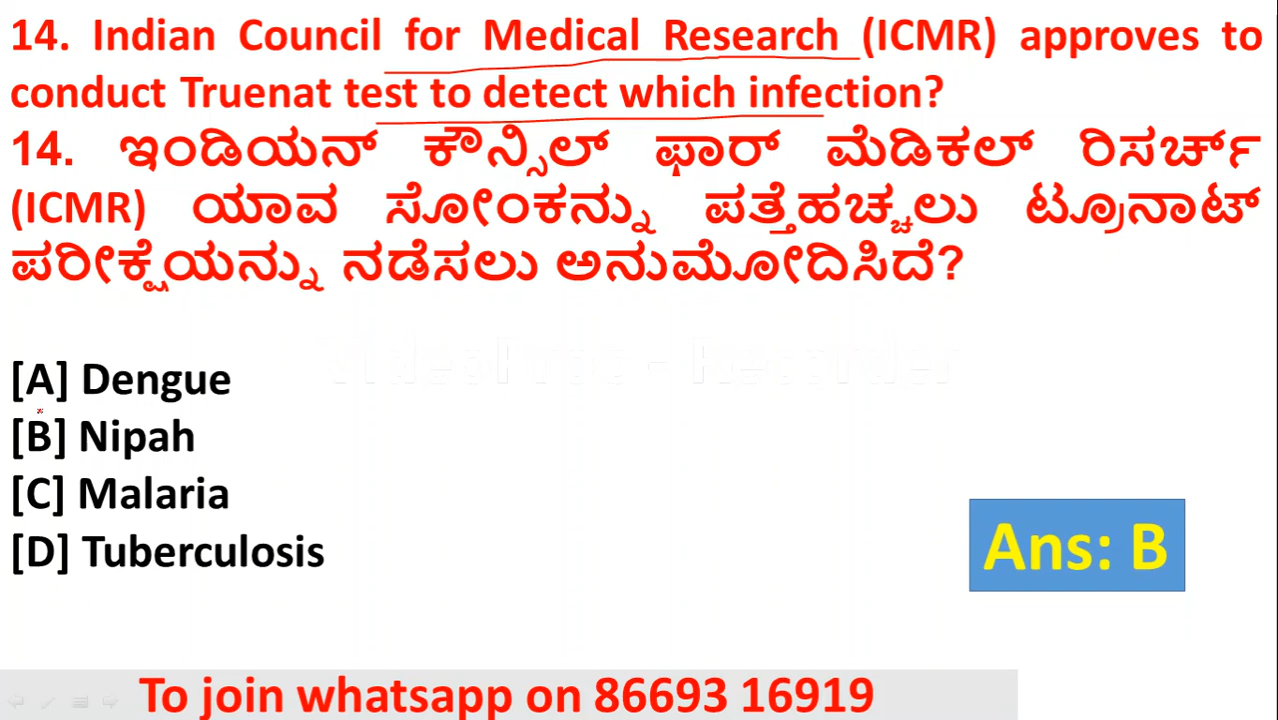 14. Indian Council for Medical Research (ICMR) approves to
conduct Truenat test to detect which infection?
14. ಇಂಡಿಯನ್ ಕೌನ್ಸಿಲ್ ಫಾರ್ ಮೆಡಿಕಲ್ ರಿಸರ್ಚ್
(ICMR) ಯಾವ ಸೋಂಕನ್ನು ಪತ್ತೆಹಚ್ಚಲು ಟ್ರೂನಾಟ್
ಪರೀಕ್ಷೆಯನ್ನು ನಡೆಸಲು ಅನುಮೋದಿಸಿದೆ?
[A] Dengue
[B] Nipah
[C] Malaria
[D] Tuberculosis
Ans: B
To join whatsapp on 86693 16919